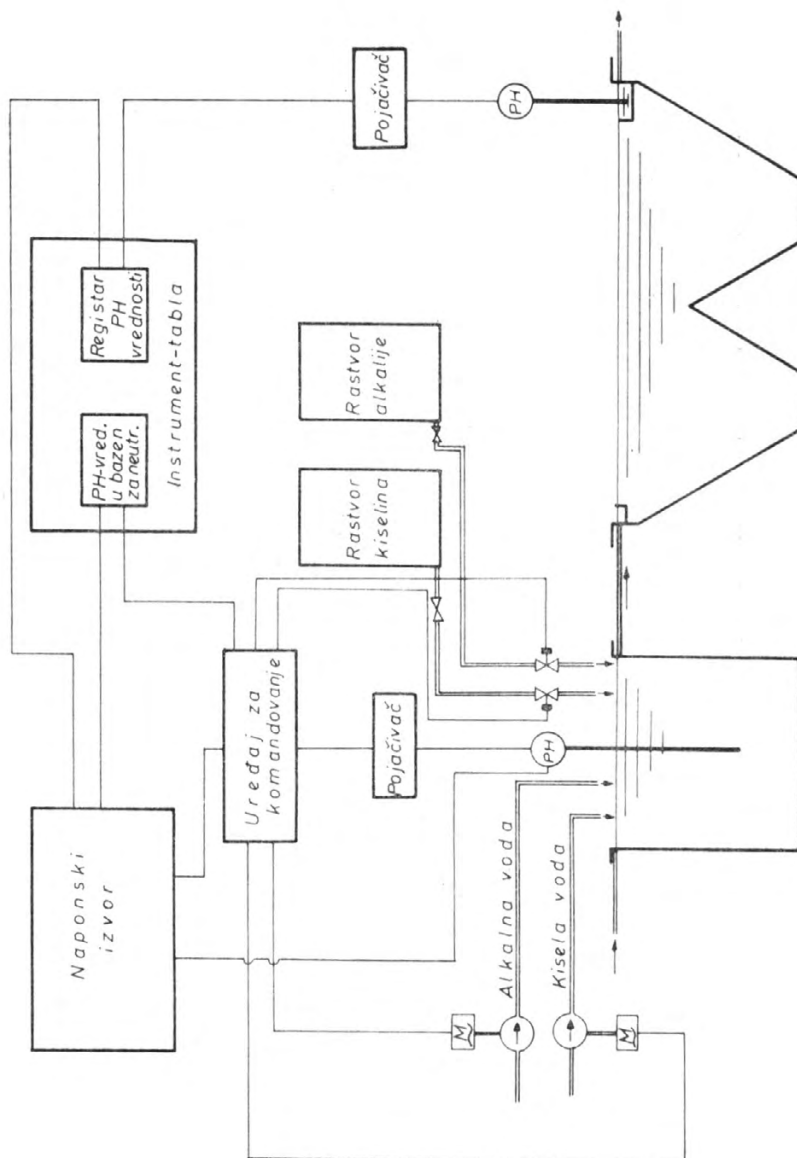 Naponski
izvor
PH-vred.
u bazen
za neutr.
Registar
PH
vrednosti
Instrument-tabla
Uređaj za
komandovanje
Rastvor
kiselina
Rastvor
alkalije
Pojačivač
Pojačivač
PH
PH
M
Alkalna voda
Kisela voda
M